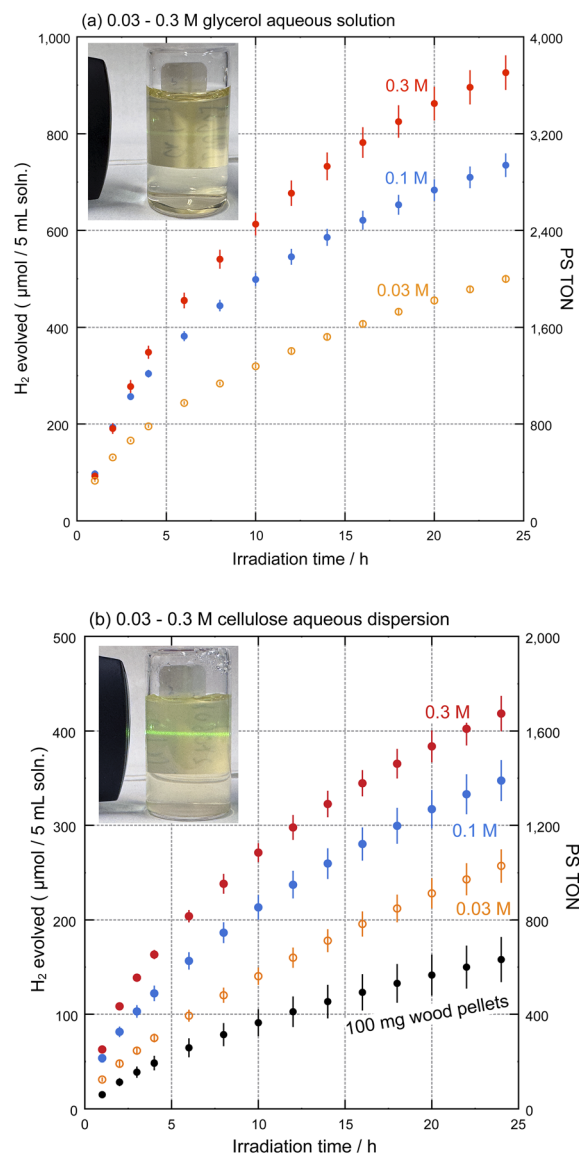 (a) 0.03 - 0.3 M glycerol aqueous solution
1,000
800
600
400
200
0
H₂ evolved ( μmol / 5 mL soln.)
4,000
3,200
2,400
1,600
800
0
PS TON
0.3 M
0.1 M
0.03 M
0 5 10 15 20 25
Irradiation time / h
(b) 0.03 - 0.3 M cellulose aqueous dispersion
500
400
300
200
100
0
H₂ evolved ( μmol / 5 mL soln.)
2,000
1,600
1,200
800
400
0
PS TON
0.3 M
0.1 M
0.03 M
100 mg wood pellets
0 5 10 15 20 25
Irradiation time / h